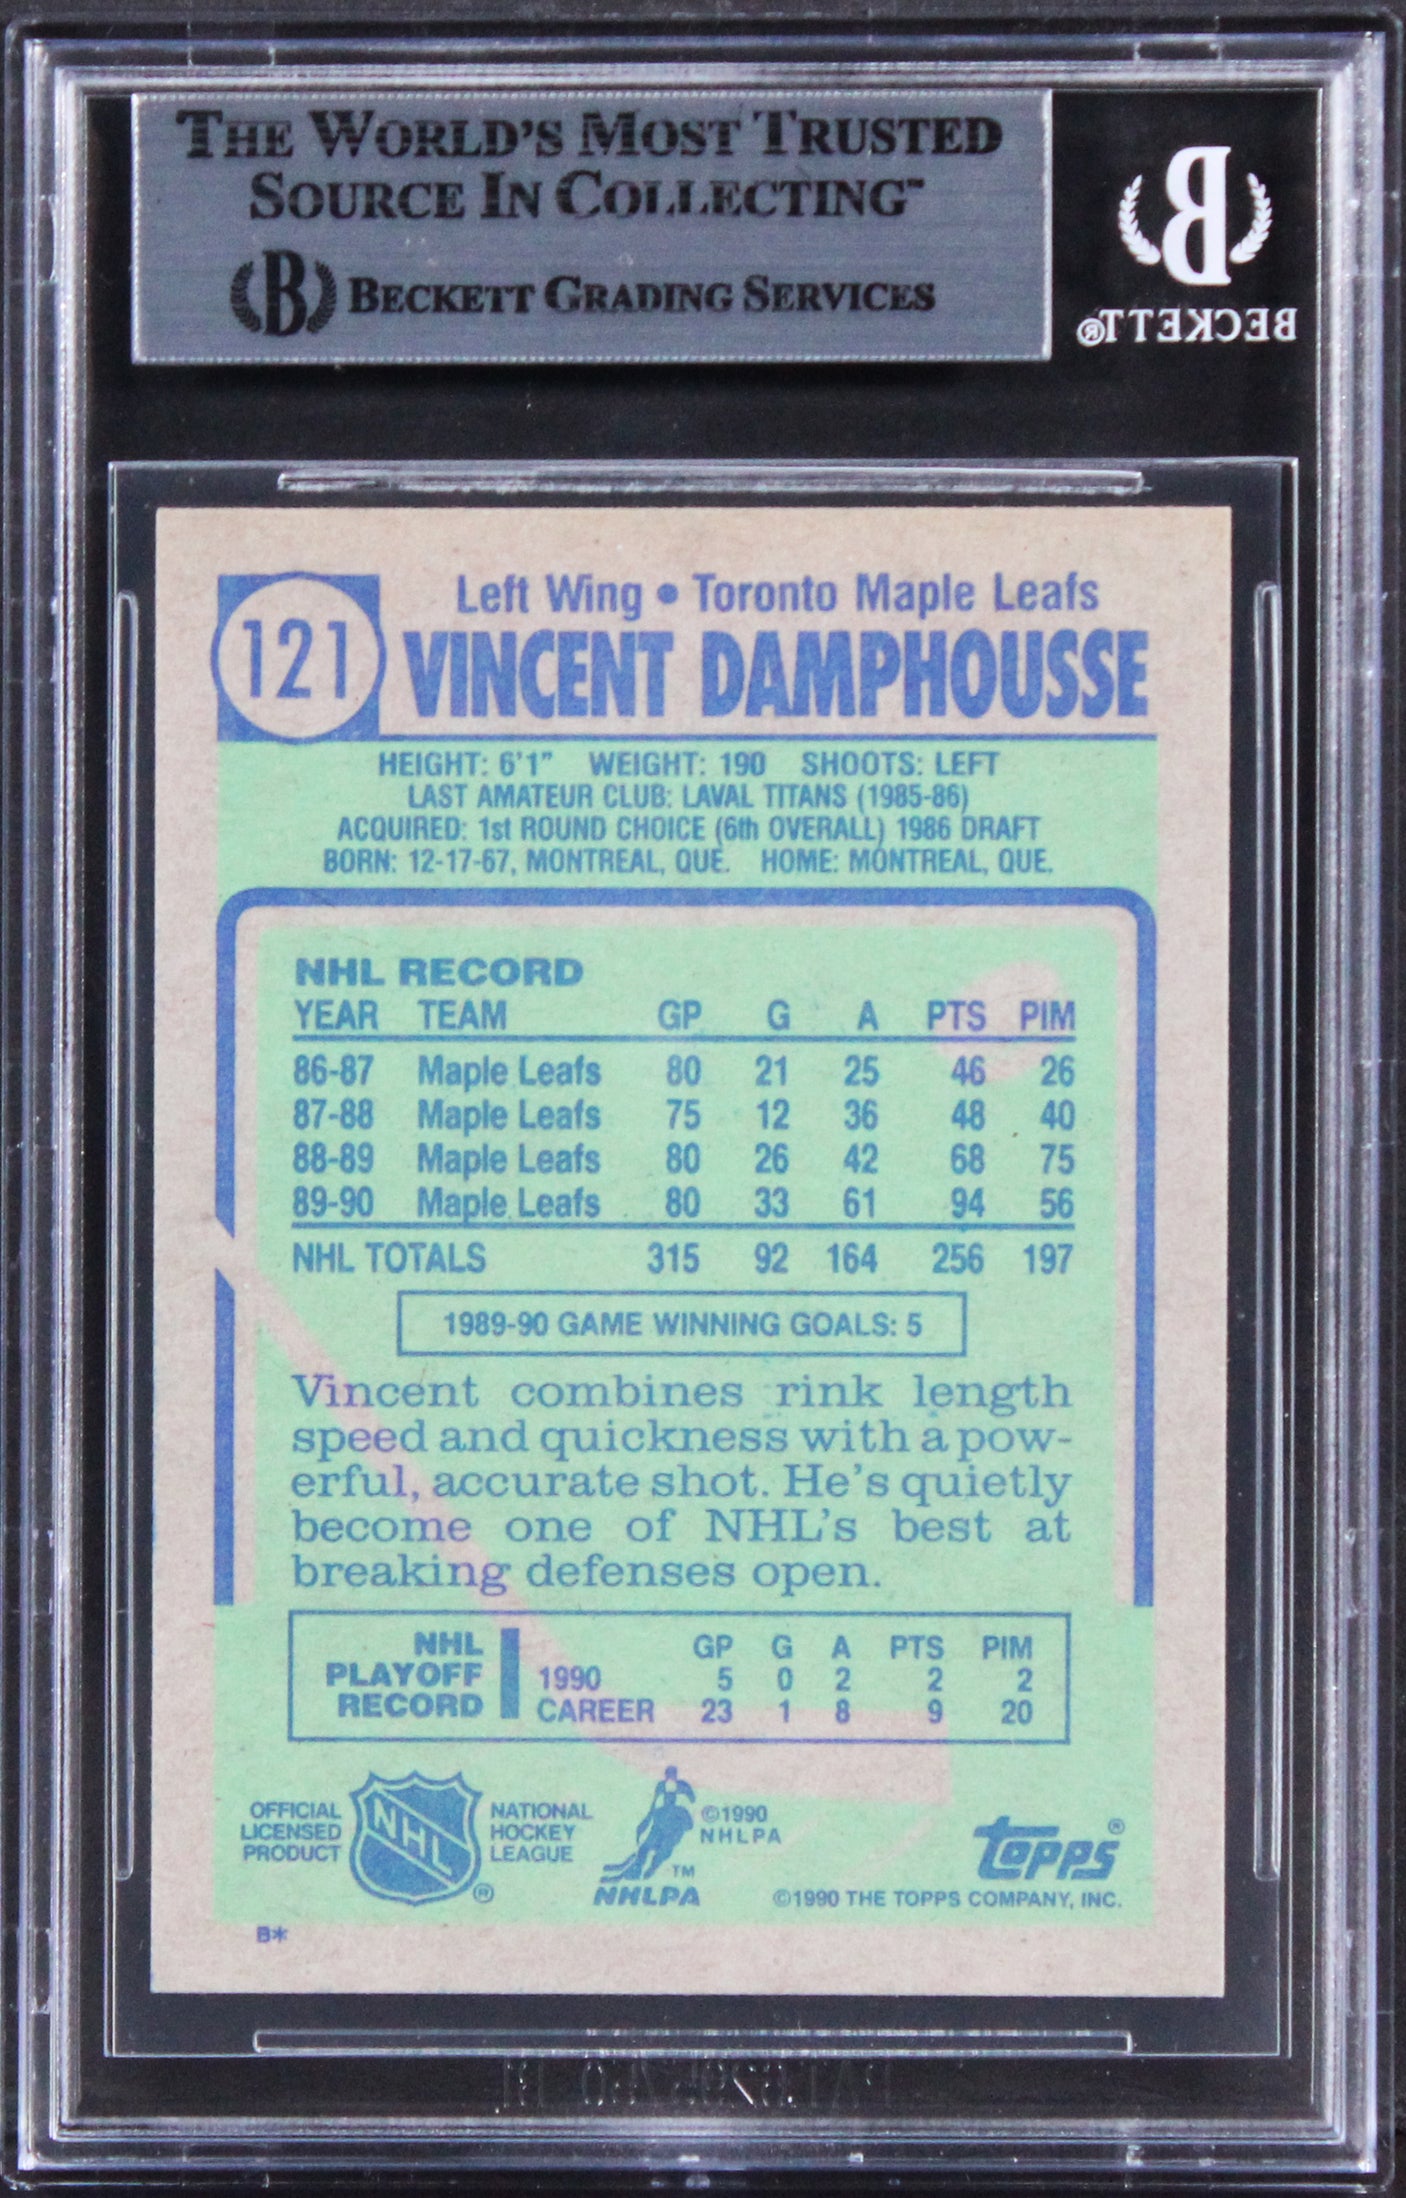 THE WORLD'S MOST TRUSTED
SOURCE IN COLLECTING™
B BECKETT GRADING SERVICES
B
BECKETT®
121
Left Wing • Toronto Maple Leafs
VINCENT DAMPHOUSSE
HEIGHT: 6'1" WEIGHT: 190 SHOOTS: LEFT
LAST AMATEUR CLUB: LAVAL TITANS (1985-86)
ACQUIRED: 1st ROUND CHOICE (6th OVERALL) 1986 DRAFT
BORN: 12-17-67, MONTREAL, QUE. HOME: MONTREAL, QUE.
NHL RECORD
YEAR TEAM GP G A PTS PIM
86-87 Maple Leafs 80 21 25 46 26
87-88 Maple Leafs 75 12 36 48 40
88-89 Maple Leafs 80 26 42 68 75
89-90 Maple Leafs 80 33 61 94 56
NHL TOTALS 315 92 164 256 197
1989-90 GAME WINNING GOALS: 5
Vincent combines rink length
speed and quickness with a pow-
erful, accurate shot. He's quietly
become one of NHL's best at
breaking defenses open.
NHL PLAYOFF RECORD
GP G A PTS PIM
1990 5 0 2 2 2
CAREER 23 1 8 9 20
OFFICIAL
LICENSED
PRODUCT
NHL
®
NATIONAL
HOCKEY
LEAGUE
TM
NHLPA
©1990
NHLPA
TOPPS®
©1990 THE TOPPS COMPANY, INC.
B*